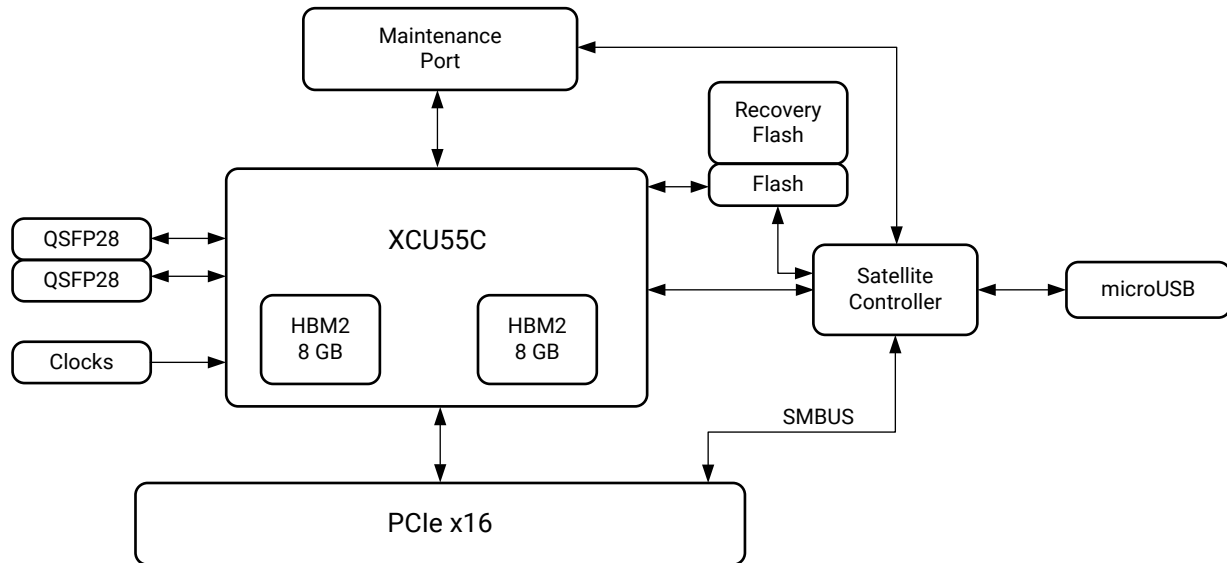 Maintenance
Port
Recovery
Flash
Flash
QSFP28
QSFP28
XCU55C
Satellite
Controller
microUSB
HBM2
8 GB
HBM2
8 GB
Clocks
SMBUS
PCIe x16